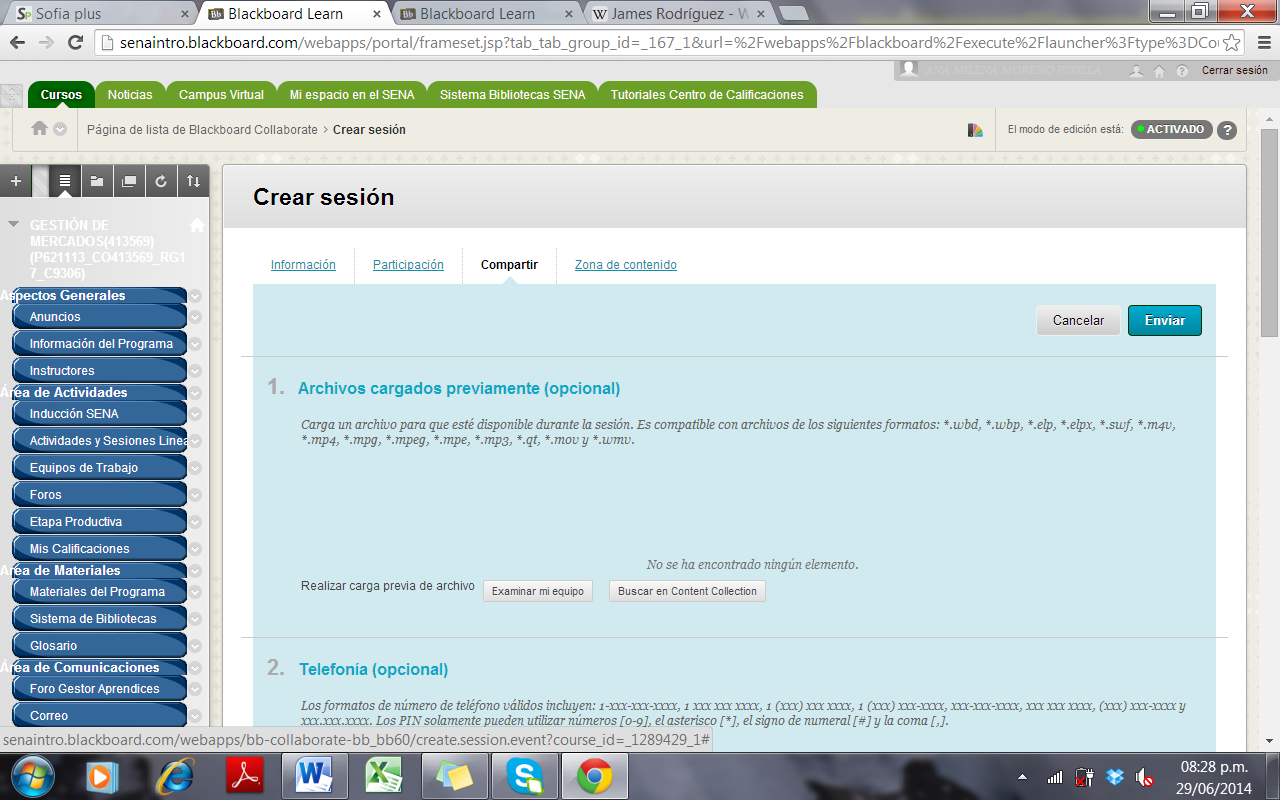 Sofia plus
Blackboard Learn
Blackboard Learn
James Rodríguez - W
senaintro.blackboard.com/webapps/portal/frameset.jsp?tab_tab_group_id=_167_1&url=%2Fwebapps%2Fblackboard%2Fexecute%2Flauncher%3Ftype%3DCo
ANA MILENA MORENO PINILLA
Cerrar sesión
Cursos
Noticias
Campus Virtual
Mi espacio en el SENA
Sistema Bibliotecas SENA
Tutoriales Centro de Calificaciones
Página de lista de Blackboard Collaborate > Crear sesión
El modo de edición está: ACTIVADO
GESTIÓN DE
MERCADOS(413569)
(P621113_CO413569_RG1
7_C9306)
Aspectos Generales
Anuncios
Información del Programa
Instructores
Área de Actividades
Inducción SENA
Actividades y Sesiones Linea
Equipos de Trabajo
Foros
Etapa Productiva
Mis Calificaciones
Área de Materiales
Materiales del Programa
Sistema de Bibliotecas
Glosario
Área de Comunicaciones
Foro Gestor Aprendices
Correo
Crear sesión
Información
Participación
Compartir
Zona de contenido
Cancelar
Enviar
1. Archivos cargados previamente (opcional)
Carga un archivo para que esté disponible durante la sesión. Es compatible con archivos de los siguientes formatos: *.wbd, *.wbp, *.elp, *.elpx, *.swf, *.m4v,
*.mp4, *.mpg, *.mpeg, *.mpe, *.mp3, *.qt, *.mov y *.wmv.
No se ha encontrado ningún elemento.
Realizar carga previa de archivo
Examinar mi equipo
Buscar en Content Collection
2. Telefonía (opcional)
Los formatos de número de teléfono válidos incluyen: 1-xxx-xxx-xxxx, 1 xxx xxx xxxx, 1 (xxx) xxx xxxx, 1 (xxx) xxx-xxxx, xxx-xxx-xxxx, xxx xxx xxxx, (xxx) xxx-xxxx y
xxx.xxx.xxxx. Los PIN solamente pueden utilizar números [0-9], el asterisco [*], el signo de numeral [#] y la coma [,].
senaintro.blackboard.com/webapps/bb-collaborate-bb_bb60/create.session.event?course_id=_1289429_1#
08:28 p.m.
29/06/2014